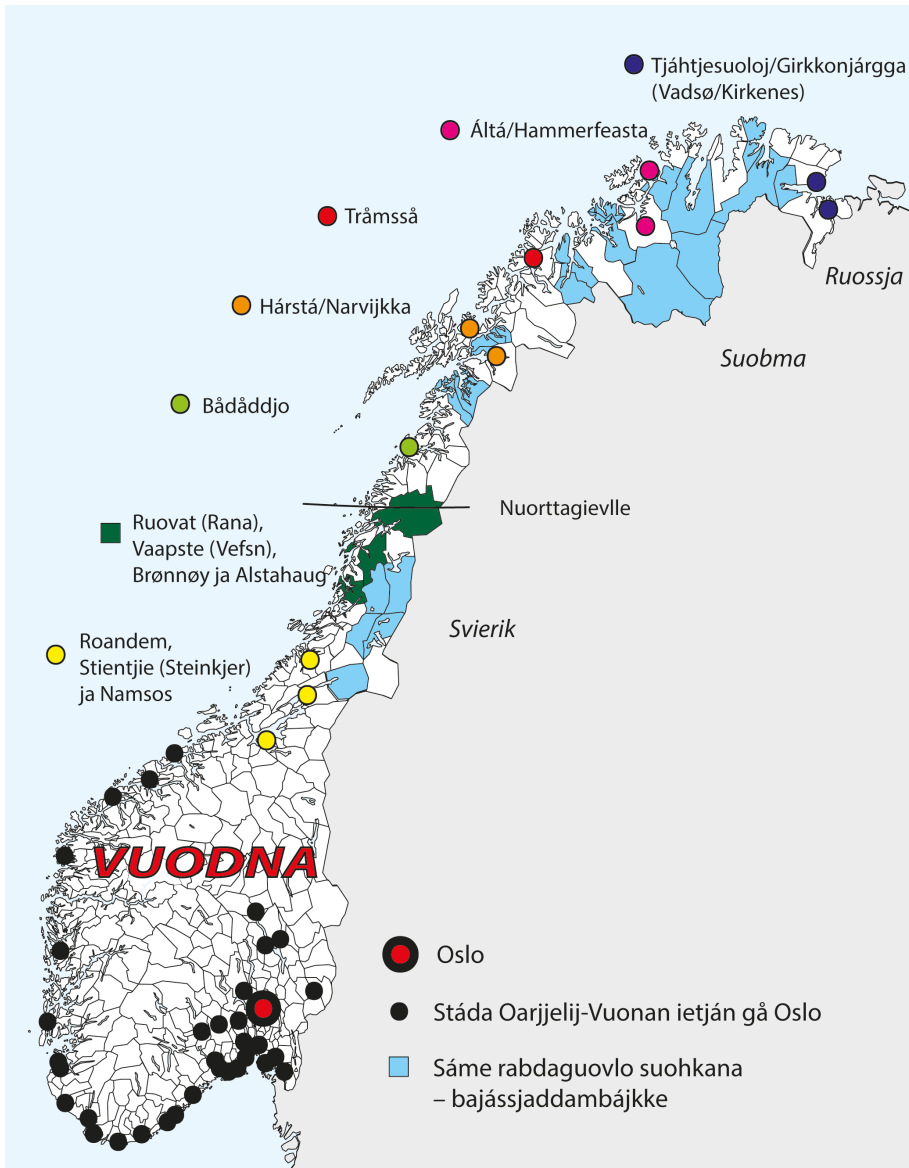 Tjáhtjesuoloj/Girkkonjárgga
(Vadsø/Kirkenes)
Áltá/Hammerfeasta
Tråmsså
Ruossja
Hárstá/Narvijkka
Suobma
Bådåddjo
Nuorttagievlle
Ruovat (Rana),
Vaapste (Vefsn),
Brønnøy ja Alstahaug
Svierik
Roandem,
Stientjie (Steinkjer)
ja Namsos
VUODNA
Oslo
Stáda Oarjjelij-Vuonan ietján gå Oslo
Sáme rabdaguovlo suohkana
– bajássjaddambájkke